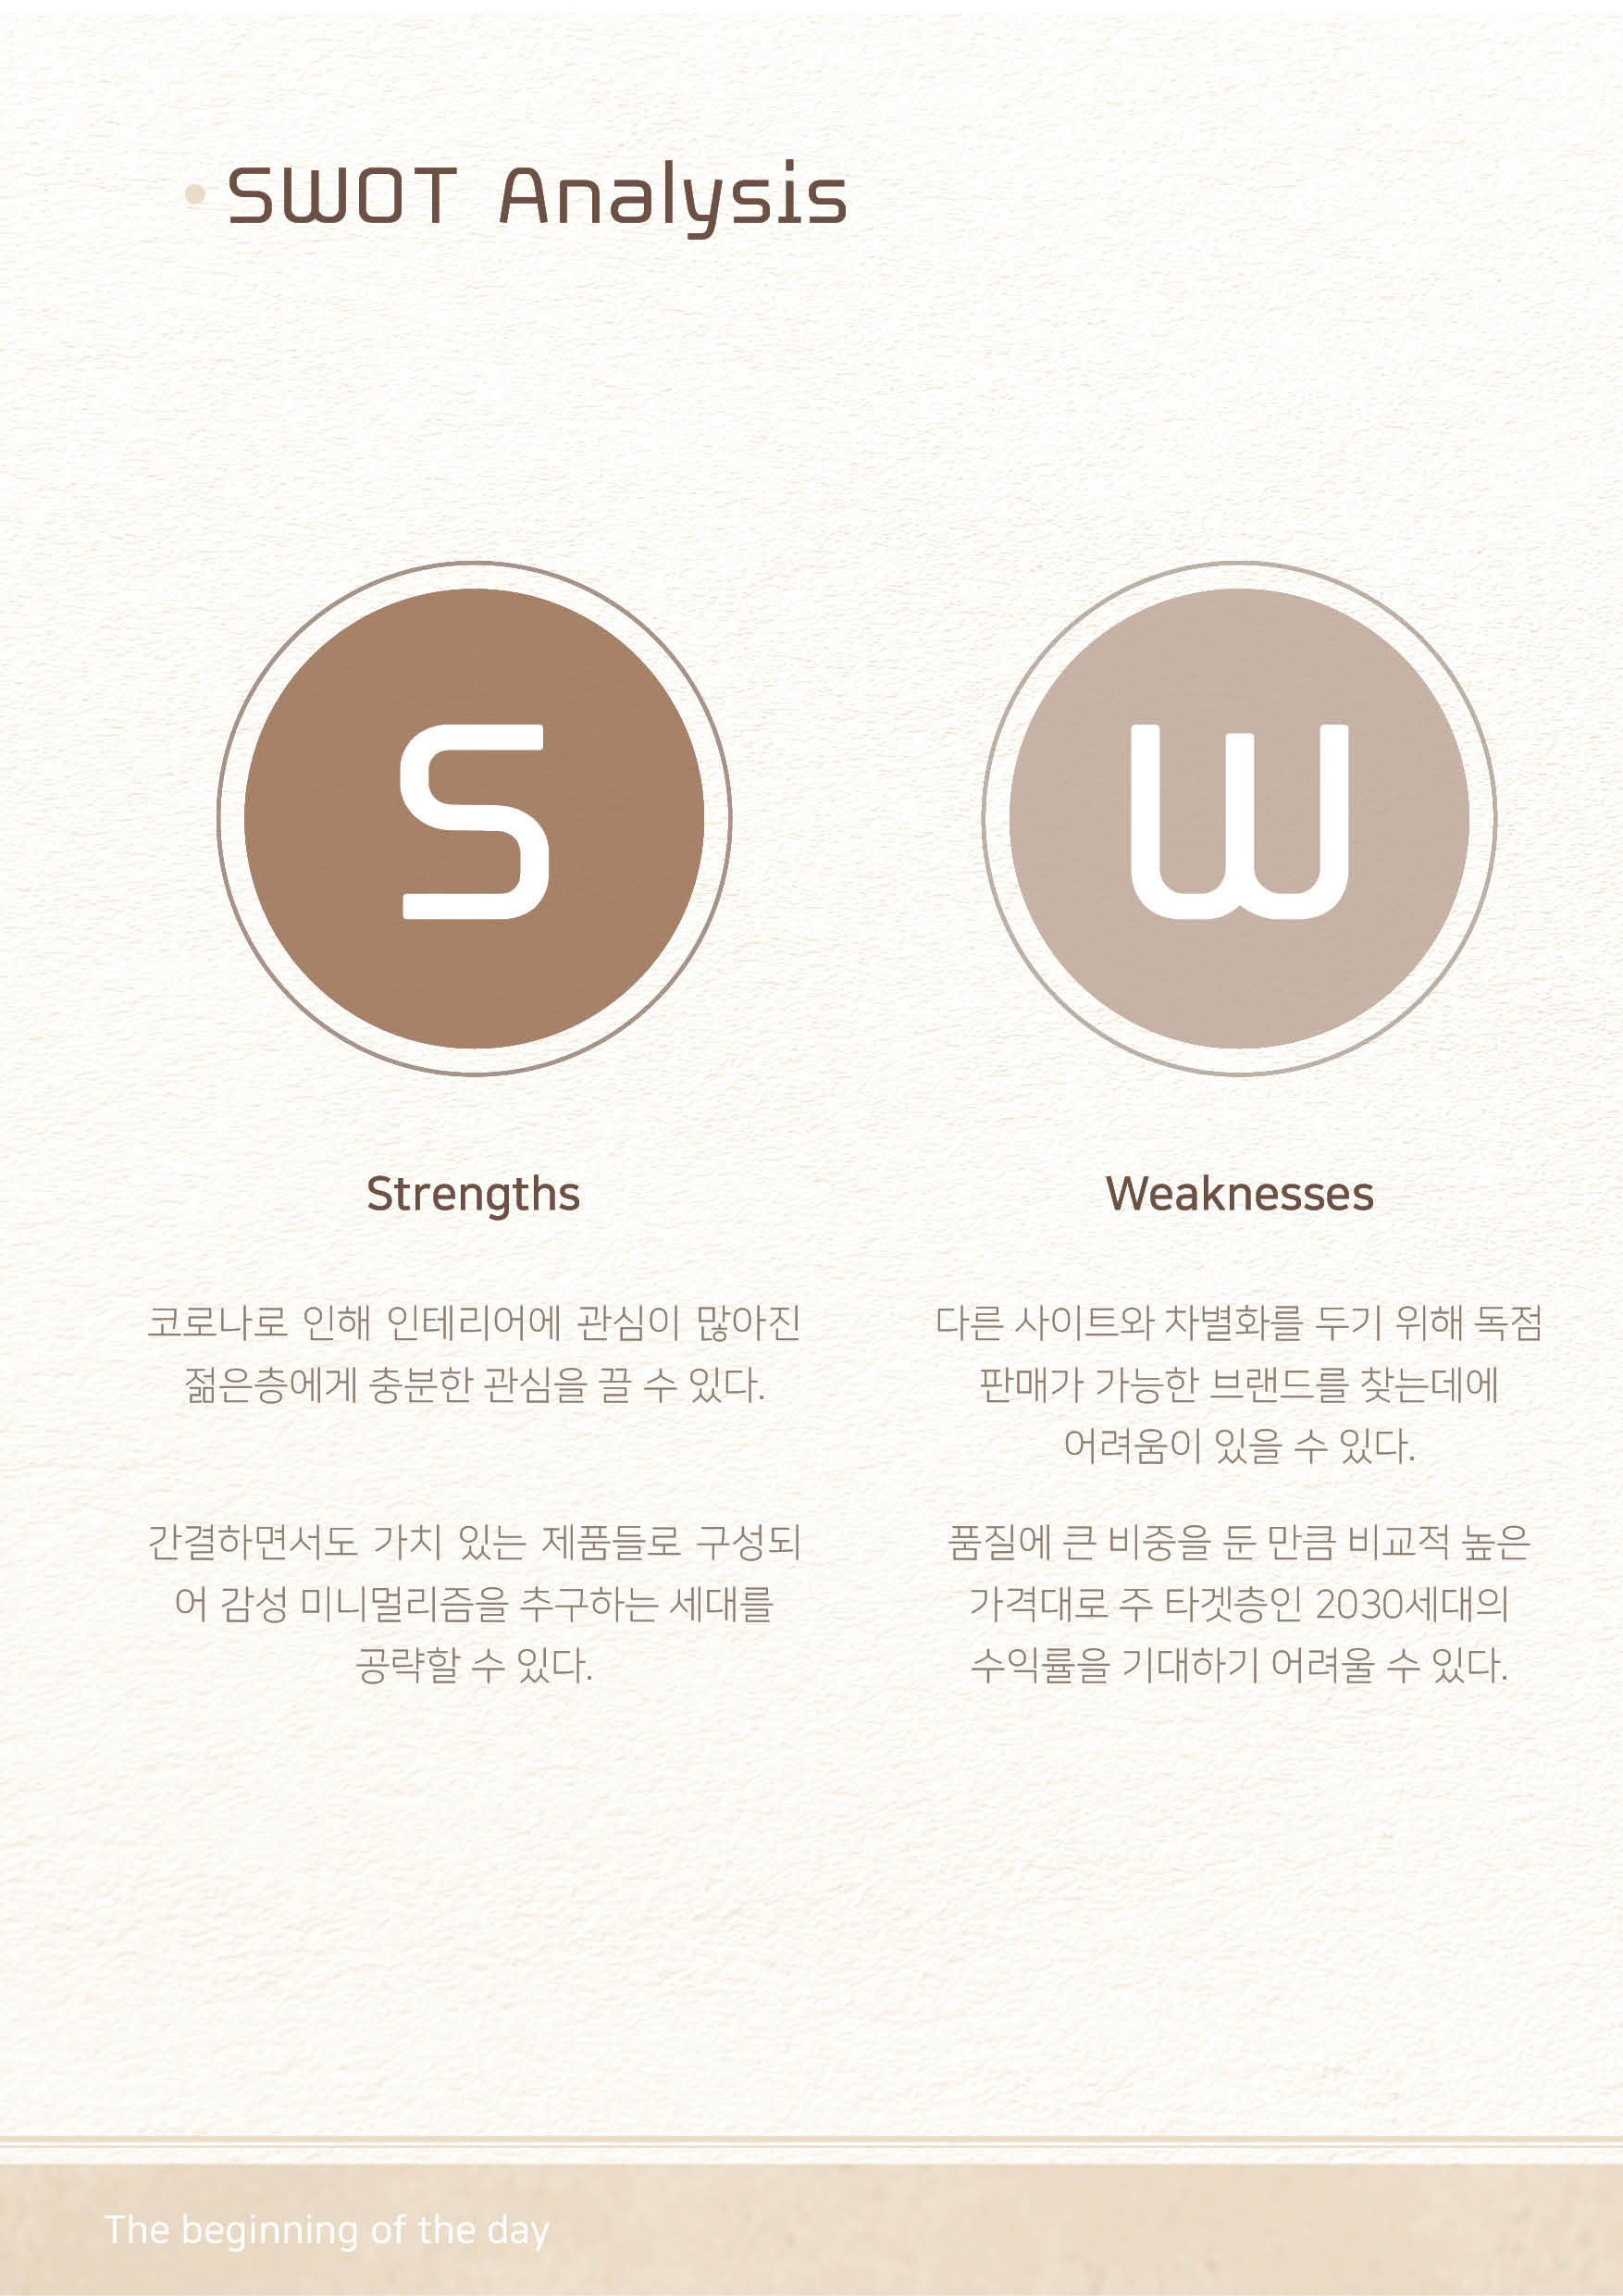 SWOT Analysis
S
Strengths
코로나로 인해 인테리어에 관심이 많아진
젊은층에게 충분한 관심을 끌 수 있다.
간결하면서도 가치 있는 제품들로 구성되
어 감성 미니멀리즘을 추구하는 세대를
공략할 수 있다.
W
Weaknesses
다른 사이트와 차별화를 두기 위해 독점
판매가 가능한 브랜드를 찾는데에
어려움이 있을 수 있다.
품질에 큰 비중을 둔 만큼 비교적 높은
가격대로 주 타겟층인 2030세대의
수익률을 기대하기 어려울 수 있다.
The beginning of the day